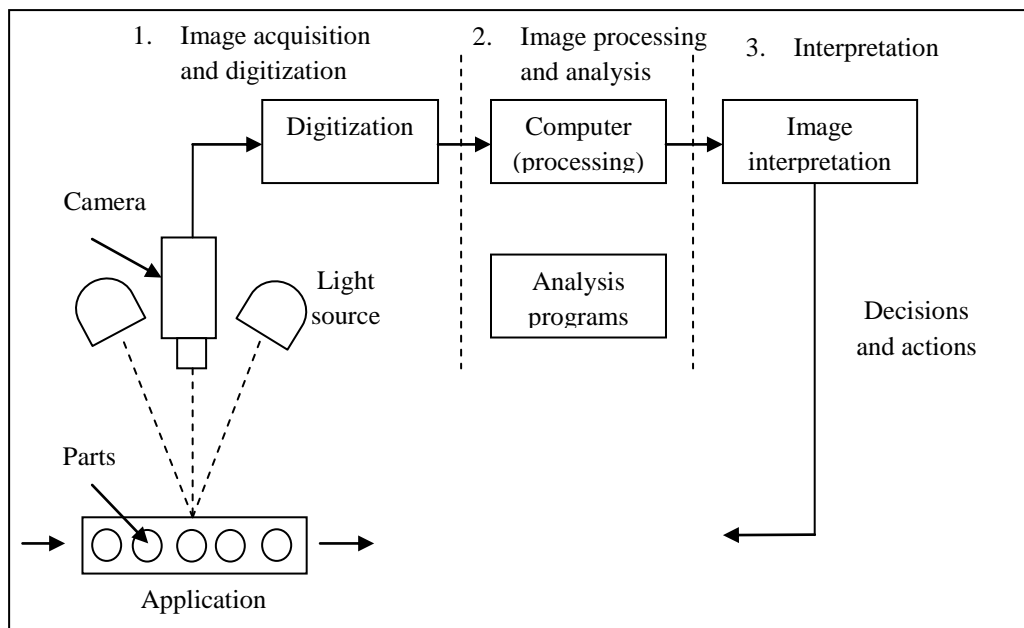 1. Image acquisition
and digitization
2. Image processing
and analysis
3. Interpretation
Digitization
Computer
(processing)
Image
interpretation
Camera
Light
source
Analysis
programs
Decisions
and actions
Parts
Application